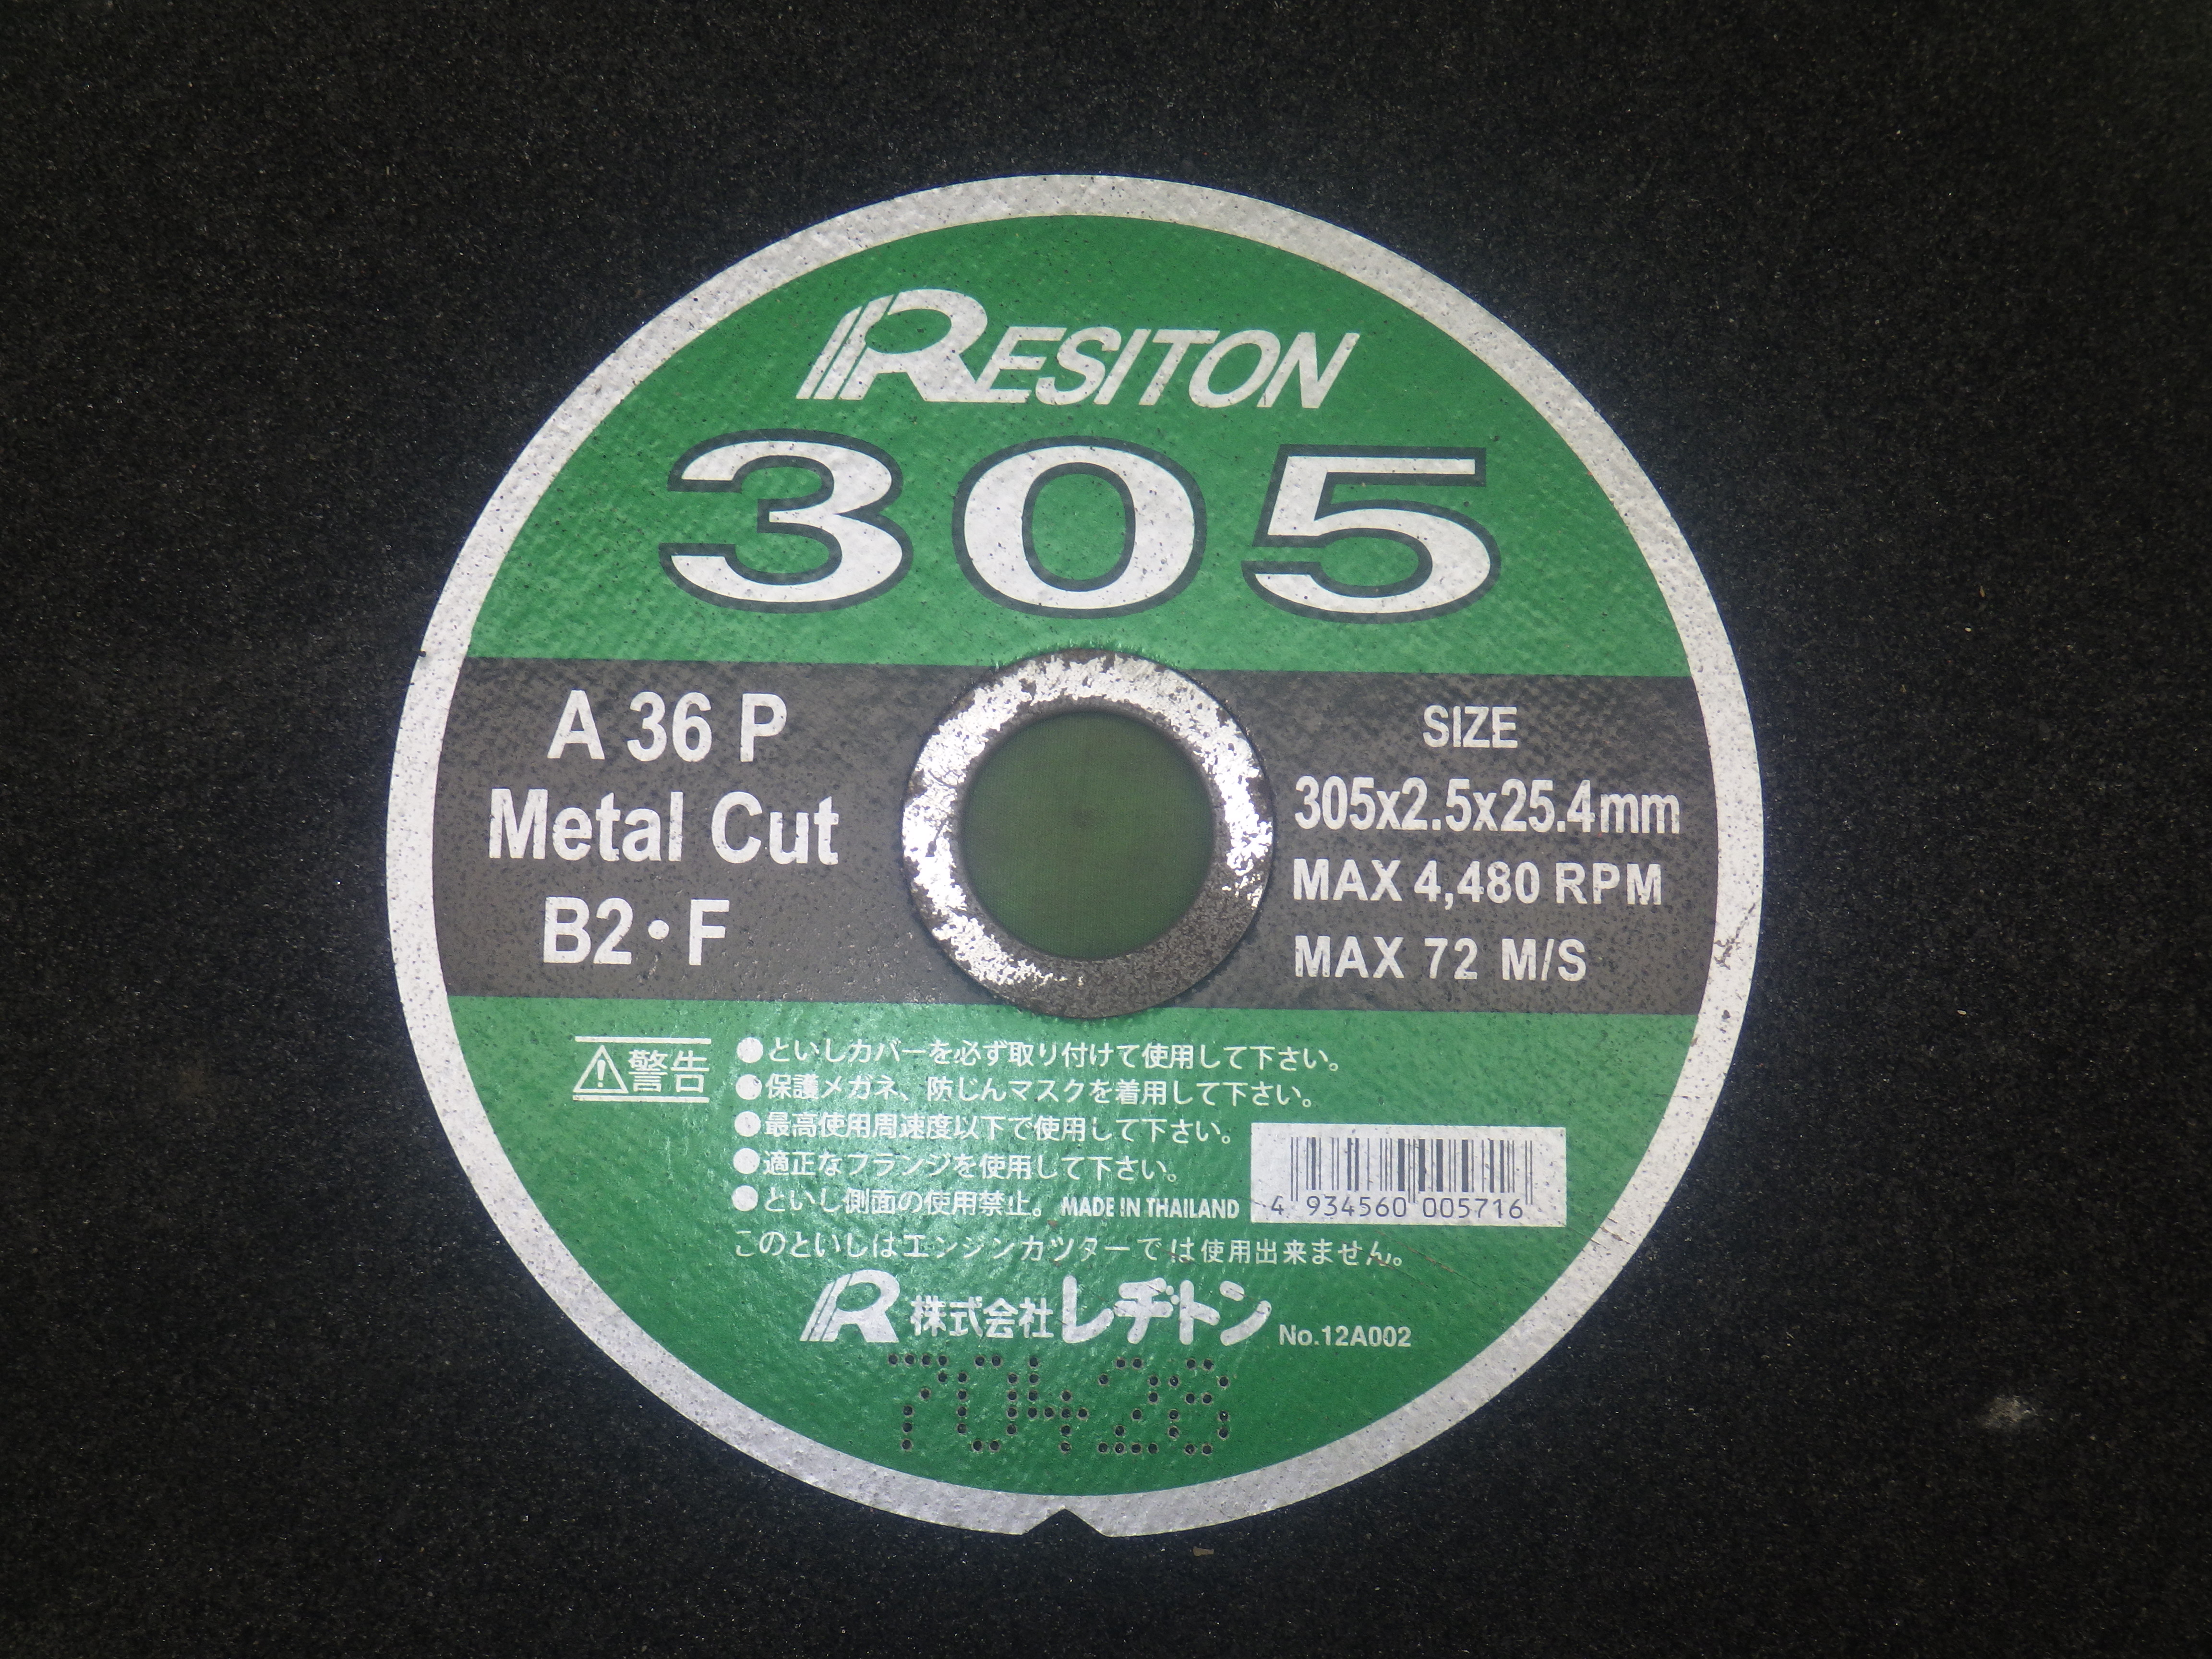 RESITON
305
A 36 P
Metal Cut
B2・F
SIZE
305x2.5x25.4mm
MAX 4,480 RPM
MAX 72 M/S
⚠警告
●といしカバーを必ず取り付けて使用して下さい。
●保護メガネ、防じんマスクを着用して下さい。
●最高使用周速度以下で使用して下さい。
●適正なフランジを使用して下さい。
●といし側面の使用禁止。 MADE IN THAILAND
4 934560 005716
このといしはエンジンカッターでは使用出来ません。
R 株式会社レヂトン No.12A002
70428